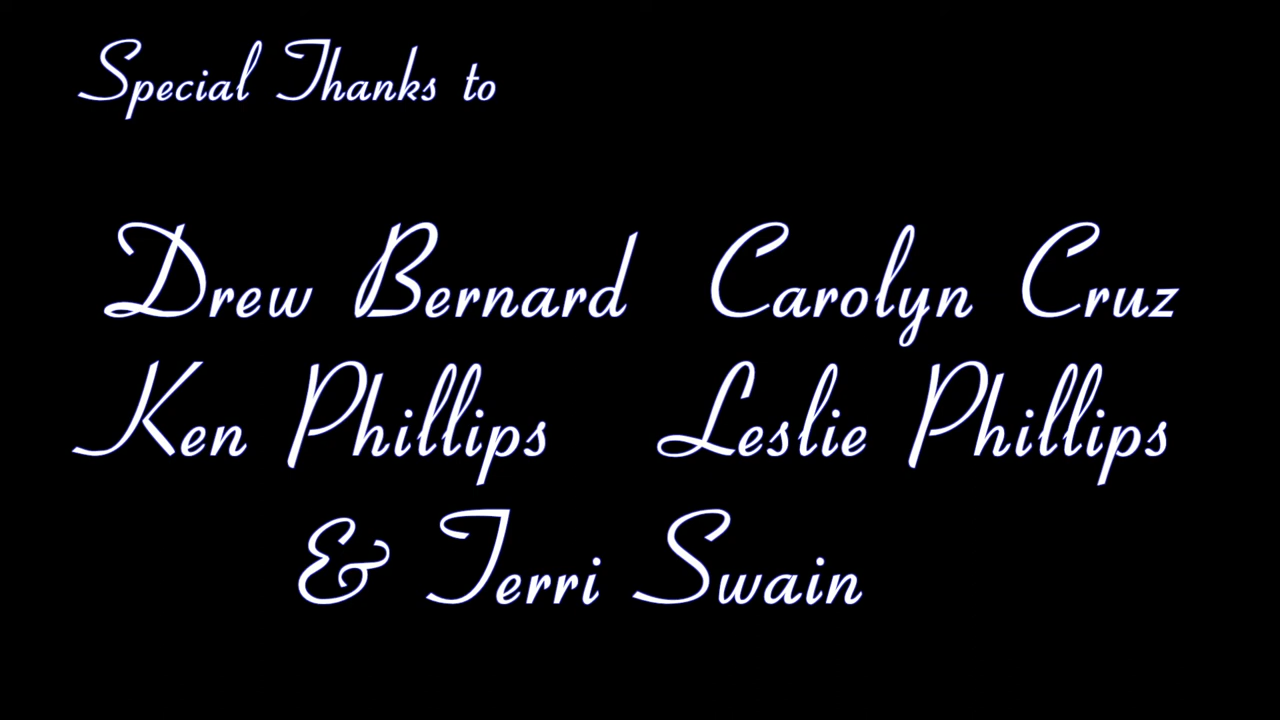 Special Thanks to
Drew Bernard Carolyn Cruz
Ken Phillips Leslie Phillips
& Terri Swain